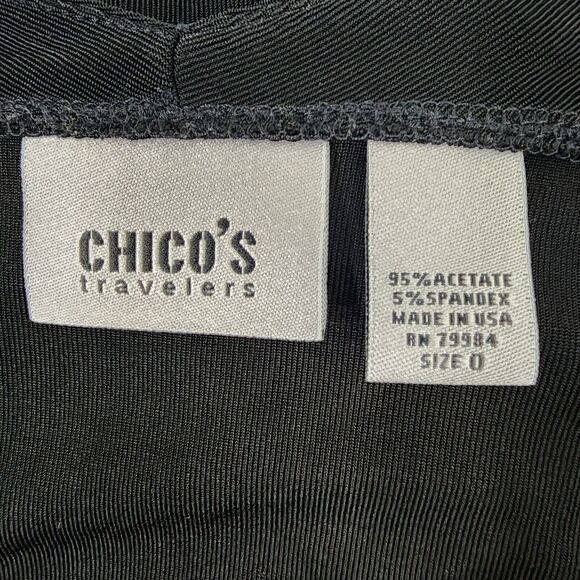 CHICO'S
travelers
95% ACETATE
5% SPANDEX
MADE IN USA
RN 79984
SIZE 0